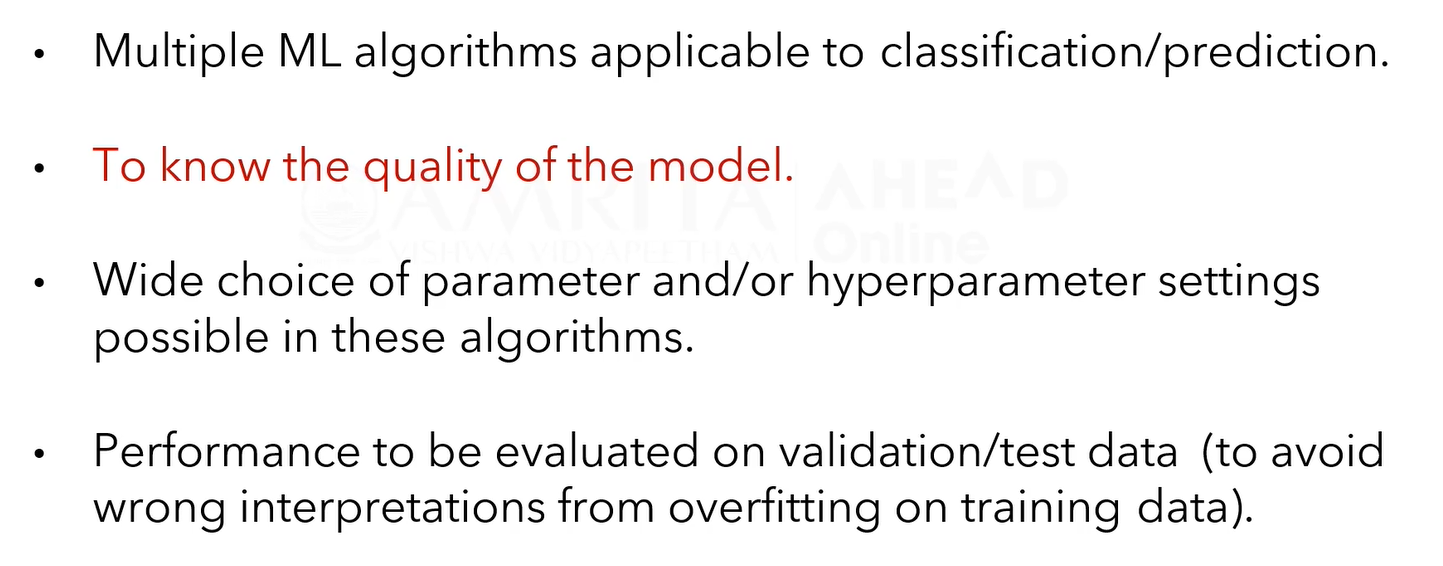 • Multiple ML algorithms applicable to classification/prediction.
• To know the quality of the model.
AMRITA AHEAD
VISHWA VIDYAPEETHAM Online
• Wide choice of parameter and/or hyperparameter settings
possible in these algorithms.
• Performance to be evaluated on validation/test data (to avoid
wrong interpretations from overfitting on training data).